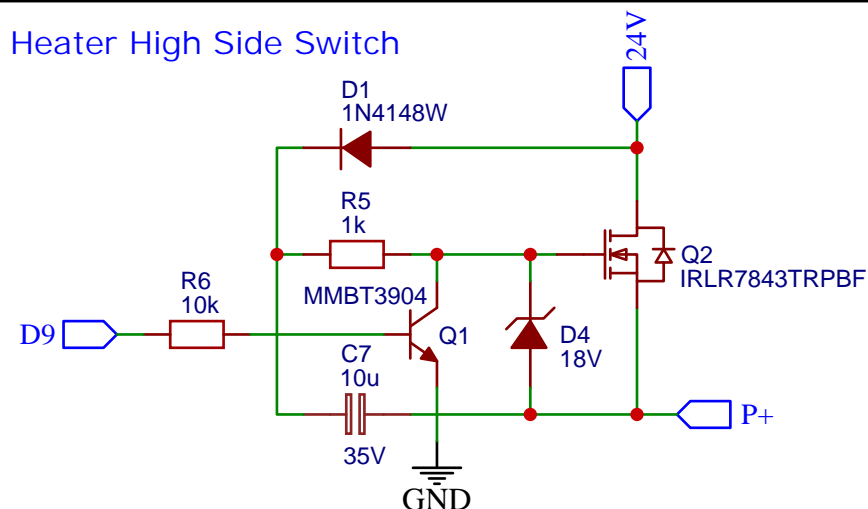 Heater High Side Switch
24V
D1
1N4148W
R5
1k
Q2
IRLR7843TRPBF
R6
10k
MMBT3904
D9
Q1
D4
18V
C7
10u
35V
P+
GND